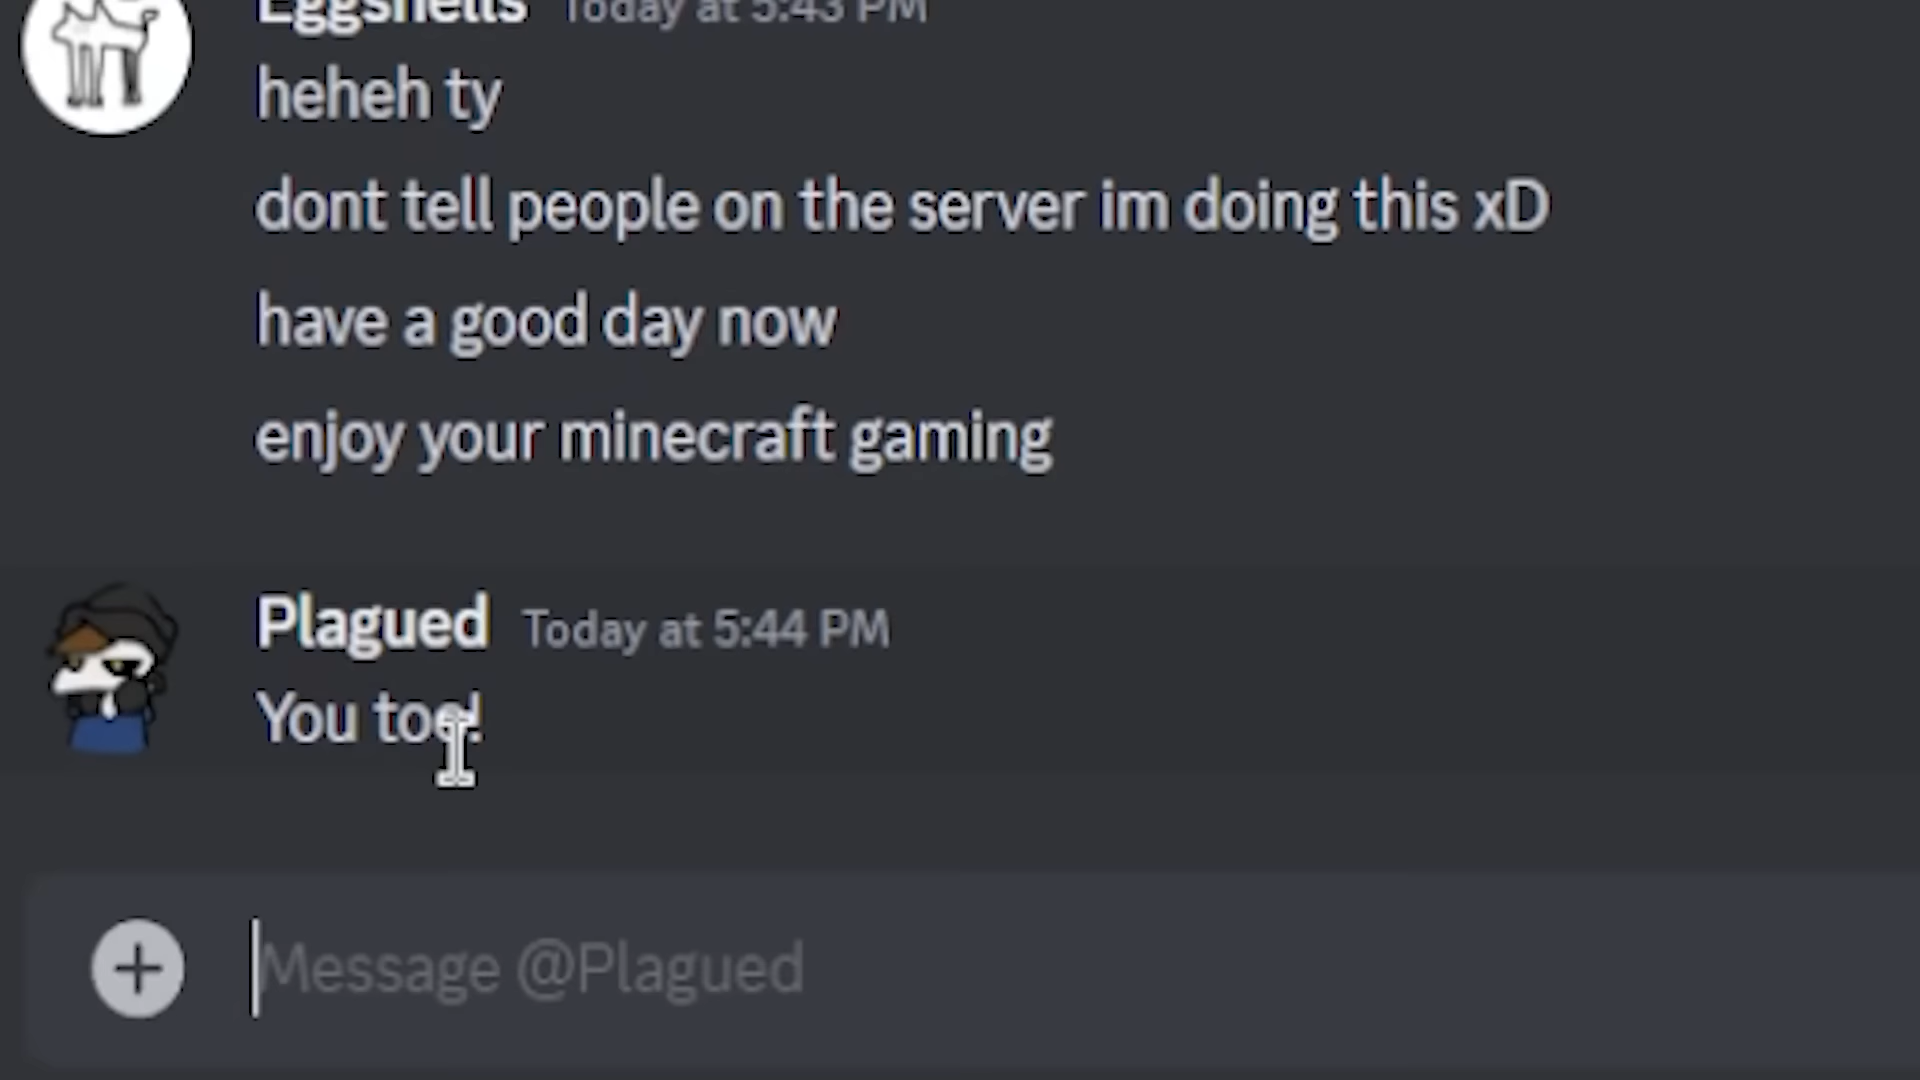 Eggshells Today at 5:43 PM
heheh ty
dont tell people on the server im doing this xD
have a good day now
enjoy your minecraft gaming
Plagued Today at 5:44 PM
You too!
Message @Plagued